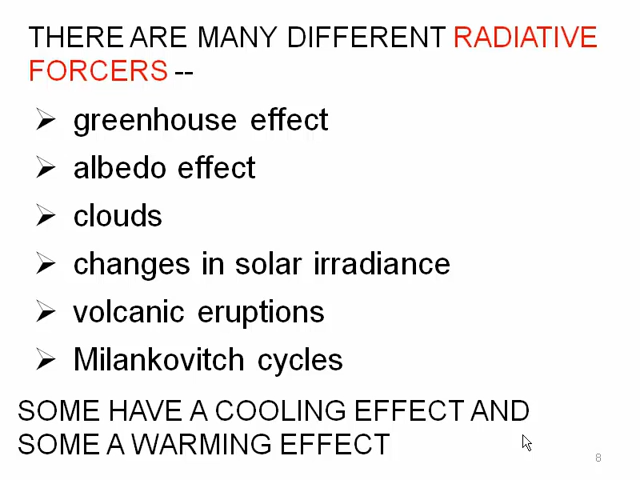 THERE ARE MANY DIFFERENT RADIATIVE
FORCERS --
➢ greenhouse effect
➢ albedo effect
➢ clouds
➢ changes in solar irradiance
➢ volcanic eruptions
➢ Milankovitch cycles
SOME HAVE A COOLING EFFECT AND
SOME A WARMING EFFECT
8